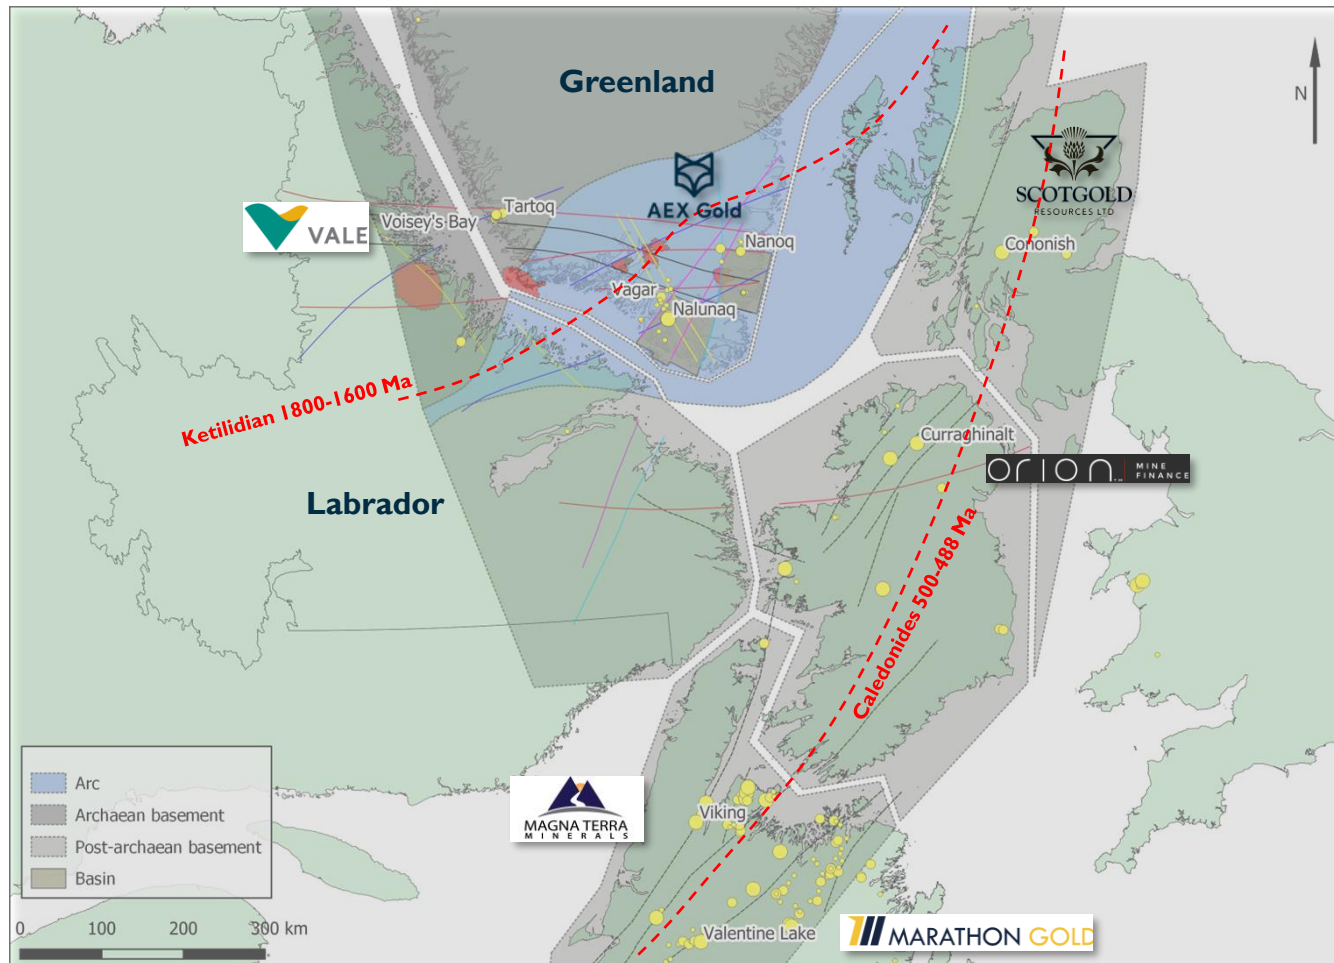 Greenland
N
AEX Gold
SCOTGOLD
RESOURCES LTD
VALE
Tartoq
Voisey's Bay
Nanoq
Cononish
Vagar
Nalunaq
Ketilidian 1800-1600 Ma
Curraghinalt
orion™ MINE
FINANCE
Labrador
Caledonides 500-488 Ma
Arc
Archaean basement
Post-archaean basement
Basin
MAGNA TERRA
MINERALS
Viking
Valentine Lake
MARATHON GOLD
0 100 200 300 km